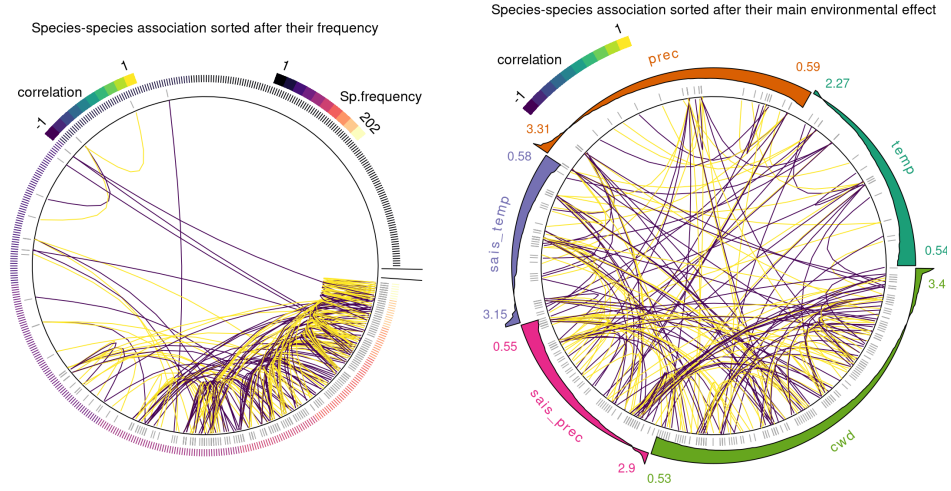 Species-species association sorted after their frequency
correlation
-1
1
1
Sp.frequency
202
Species-species association sorted after their main environmental effect
correlation
-1
1
prec
0.59
3.31
2.27
temp
0.54
0.58
sais_temp
3.15
3.4
cwd
0.53
0.55
sais_prec
2.9